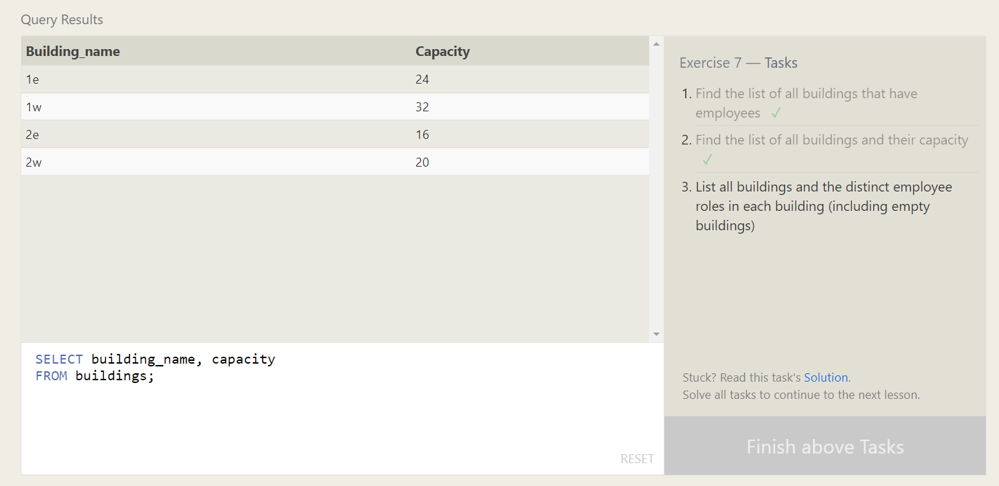 Query Results
Building_name Capacity
1e 24
1w 32
2e 16
2w 20
SELECT building_name, capacity
FROM buildings;
RESET
Exercise 7 — Tasks
1. Find the list of all buildings that have
employees ✓
2. Find the list of all buildings and their capacity
✓
3. List all buildings and the distinct employee
roles in each building (including empty
buildings)
Stuck? Read this task's Solution.
Solve all tasks to continue to the next lesson.
Finish above Tasks